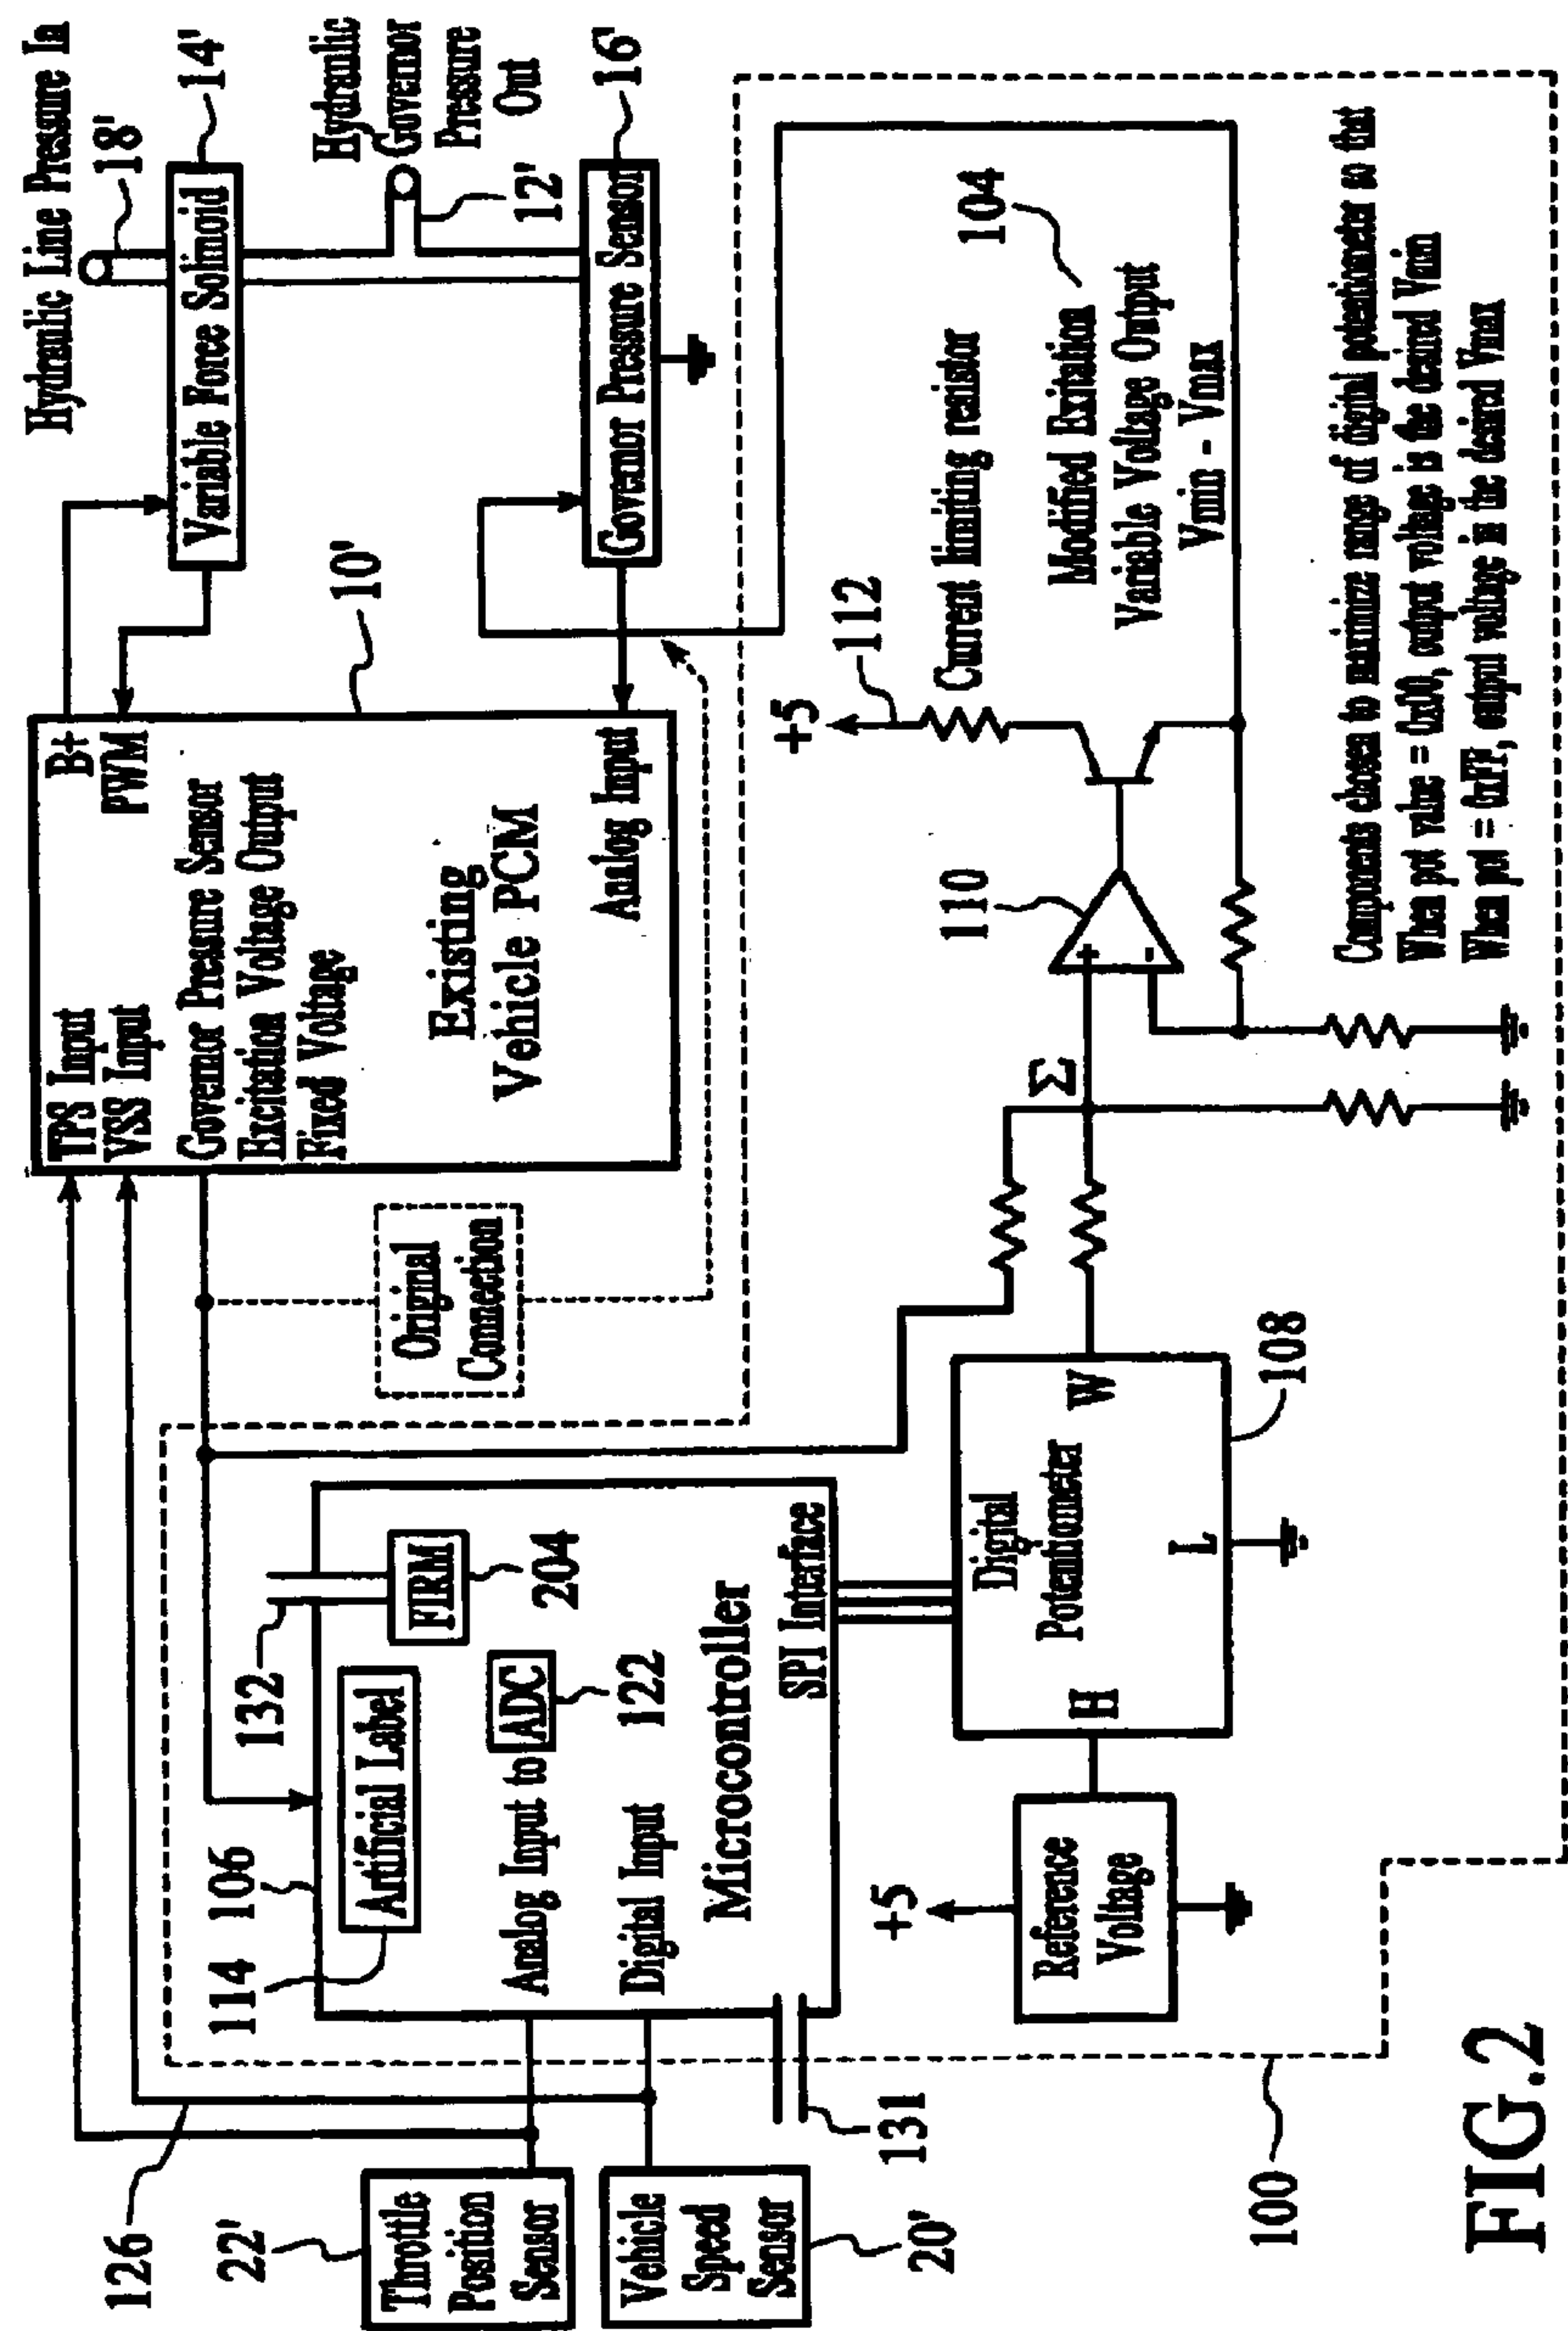 Hydraulic Line Pressure In
18'
Variable Force Solinoid
14'
Hydraulic
Governor
Pressure
Out
12'
Governor Pressure Sensor
16'
TPS Input
VSS Input
B+
PWM
Governor Pressure Sensor
Excitation Voltage Output
Fixed Voltage
Existing
Vehicle PCM
Analog Input
10'
Original
Connection
126
22'
Throttle
Position
Sensor
Vehicle
Speed
Sensor
20'
131
114
106
132
Artificial Label
FIRM
204
Analog Input to ADC
122
Digital Input
Microcontroller
SPI Interface
+5
Reference
Voltage
H
Digital
Potentiometer
W
L
108
Σ
+
-
110
+5
112
Current limiting resistor
104
Modified Exitation
Variable Voltage Output
Vmin - Vmax
Components chosen to maximize range of digital potentiometer so that
When pot value = 0x00, output voltage is the desired Vmin
When pot = 0xFF, output voltage is the desired Vmax
100
FIG.2